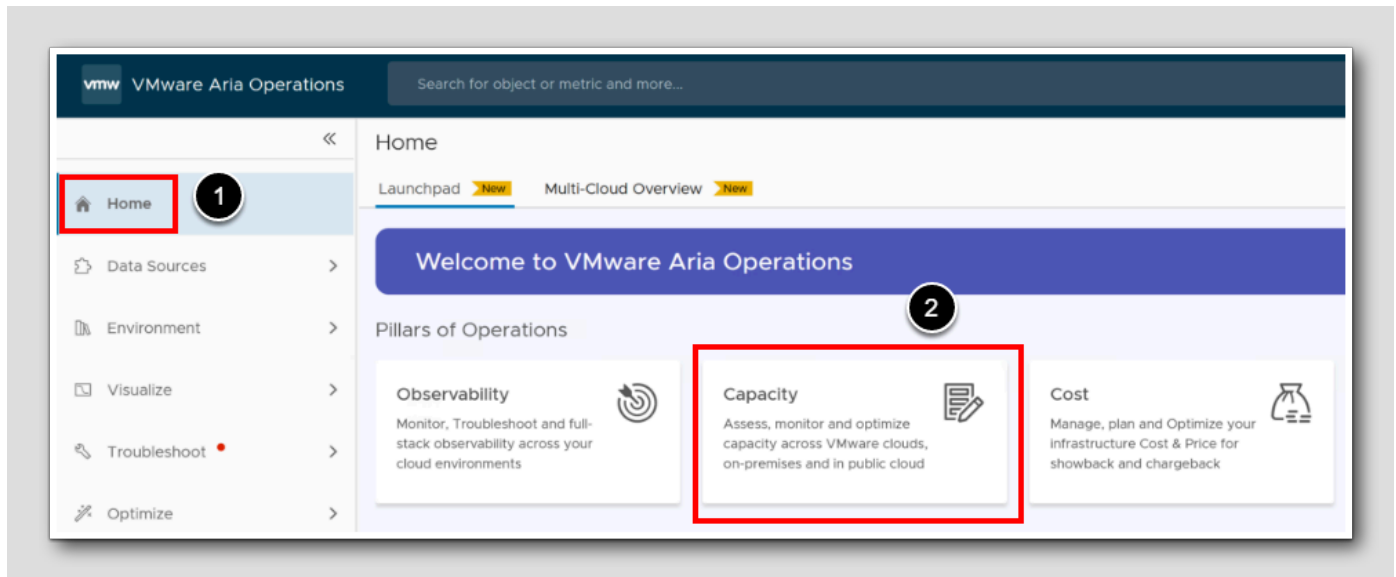 vmw VMware Aria Operations
Search for object or metric and more...
«
Home
Launchpad New Multi-Cloud Overview New
Home
1
Welcome to VMware Aria Operations
Data Sources >
2
Environment >
Pillars of Operations
Visualize >
Observability
Monitor, Troubleshoot and full-
stack observability across your
cloud environments
Capacity
Assess, monitor and optimize
capacity across VMware clouds,
on-premises and in public cloud
Cost
Manage, plan and Optimize your
infrastructure Cost & Price for
showback and chargeback
Troubleshoot >
Optimize >